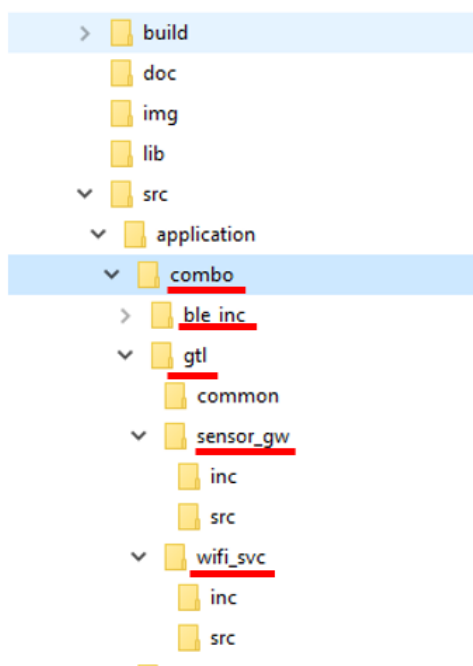 build
doc
img
lib
src
application
combo
ble_inc
gtl
common
sensor_gw
inc
src
wifi_svc
inc
src